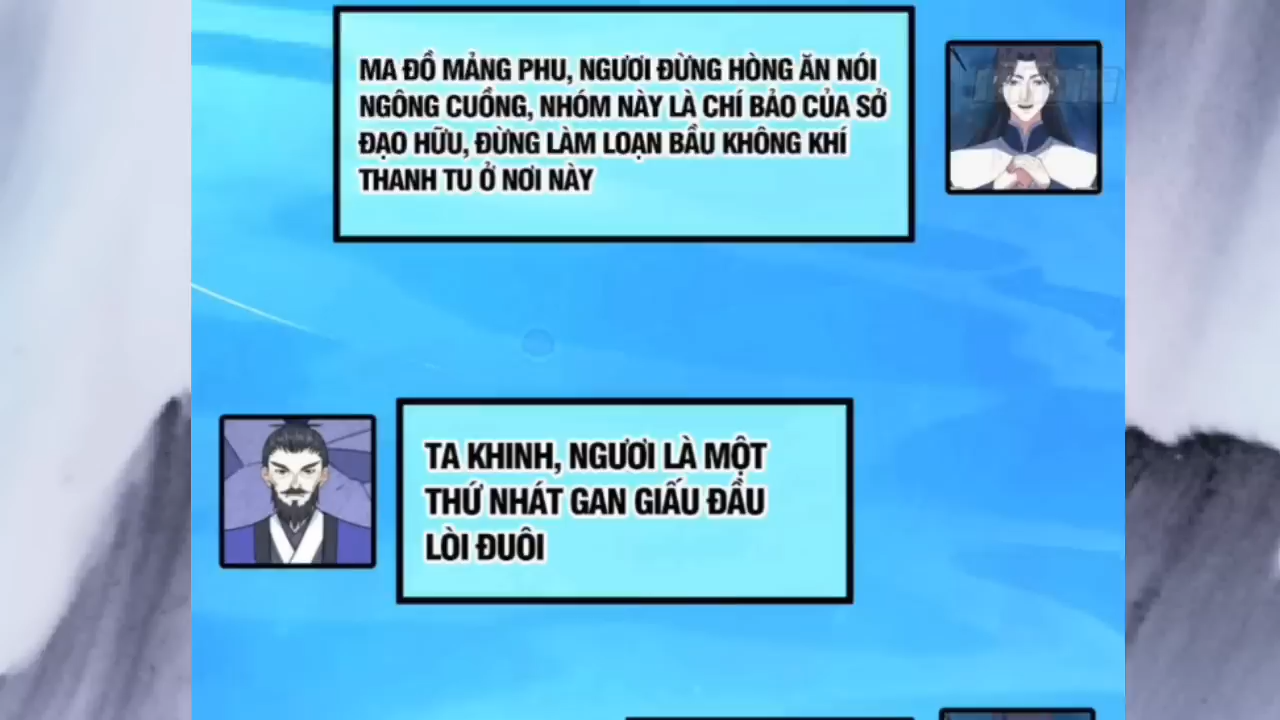 MA ĐỒ MẢNG PHU, NGƯƠI ĐỪNG HÒNG ĂN NÓI
NGÔNG CUỒNG, NHÓM NÀY LÀ CHÍ BẢO CỦA SỞ
ĐẠO HỮU, ĐỪNG LÀM LOẠN BẦU KHÔNG KHÍ
THANH TU Ở NƠI NÀY
TA KHINH, NGƯƠI LÀ MỘT
THỨ NHÁT GAN GIẤU ĐẦU
LÒI ĐUÔI